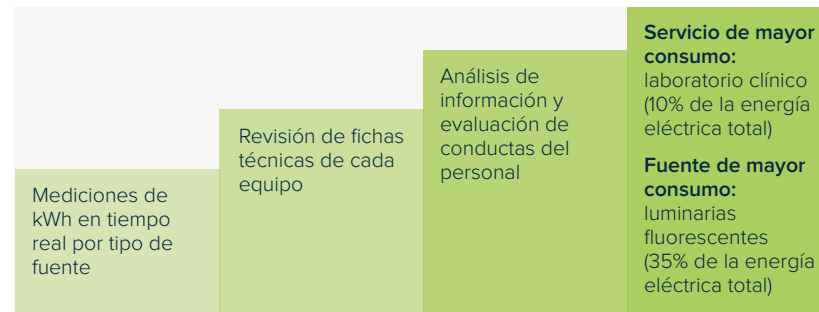 Mediciones de
kWh en tiempo
real por tipo de
fuente
Revisión de fichas
técnicas de cada
equipo
Análisis de
información y
evaluación de
conductas del
personal
Servicio de mayor
consumo:
laboratorio clínico
(10% de la energía
eléctrica total)
Fuente de mayor
consumo:
luminarias
fluorescentes
(35% de la energía
eléctrica total)